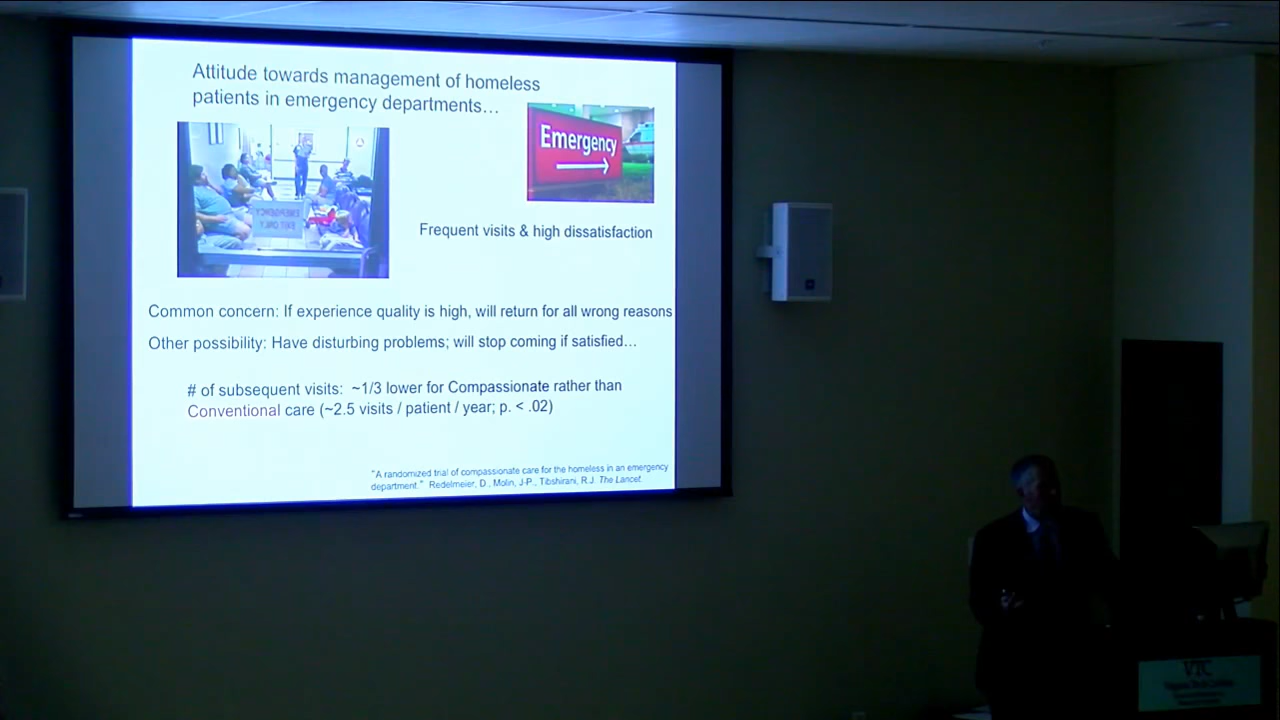 Attitude towards management of homeless
patients in emergency departments…
Emergency
Frequent visits & high dissatisfaction
Common concern: If experience quality is high, will return for all wrong reasons
Other possibility: Have disturbing problems; will stop coming if satisfied…
# of subsequent visits: ~1/3 lower for Compassionate rather than
Conventional care (~2.5 visits / patient / year; p. < .02)
"A randomized trial of compassionate care for the homeless in an emergency
department." Redelmeier, D., Molin, J-P., Tibshirani, R.J. The Lancet.
VTC